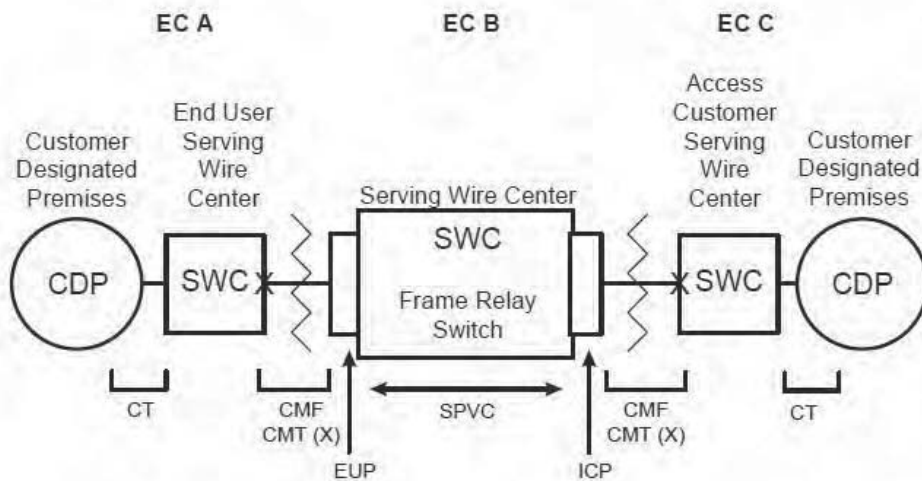 EC A
EC B
EC C
Customer
Designated
Premises
End User
Serving
Wire
Center
Serving Wire Center
Access
Customer
Serving
Wire
Center
Customer
Designated
Premises
CDP
SWC
X
SWC
Frame Relay
Switch
X
SWC
CDP
CT
CMF
CMT (X)
EUP
SPVC
ICP
CMF
CMT (X)
CT